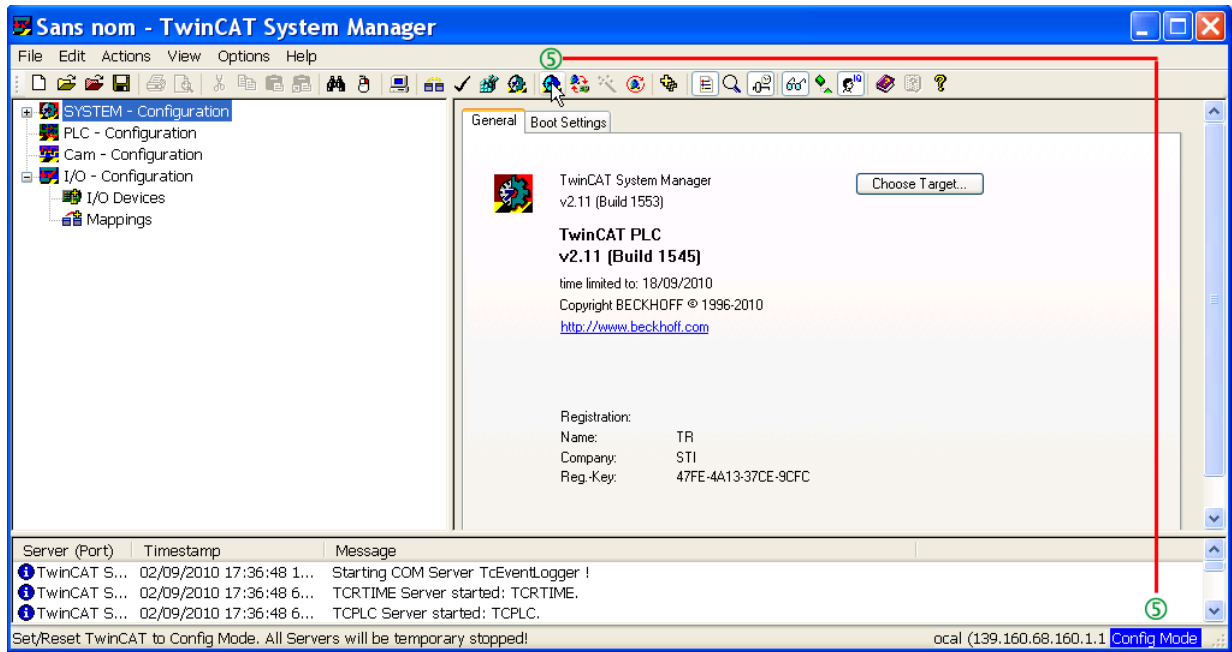 Sans nom - TwinCAT System Manager
File Edit Actions View Options Help
5
SYSTEM - Configuration
PLC - Configuration
Cam - Configuration
I/O - Configuration
I/O Devices
Mappings
General Boot Settings
TwinCAT System Manager
v2.11 (Build 1553)
Choose Target...
TwinCAT PLC
v2.11 (Build 1545)
time limited to: 18/09/2010
Copyright BECKHOFF © 1996-2010
http://www.beckhoff.com
Registration:
Name: TR
Company: STI
Reg.-Key: 47FE-4A13-37CE-9CFC
Server (Port) Timestamp Message
TwinCAT S... 02/09/2010 17:36:48 1... Starting COM Server TcEventLogger !
TwinCAT S... 02/09/2010 17:36:48 6... TCRTIME Server started: TCRTIME.
TwinCAT S... 02/09/2010 17:36:48 6... TCPLC Server started: TCPLC.
5
Set/Reset TwinCAT to Config Mode. All Servers will be temporary stopped! ocal (139.160.68.160.1.1 Config Mode